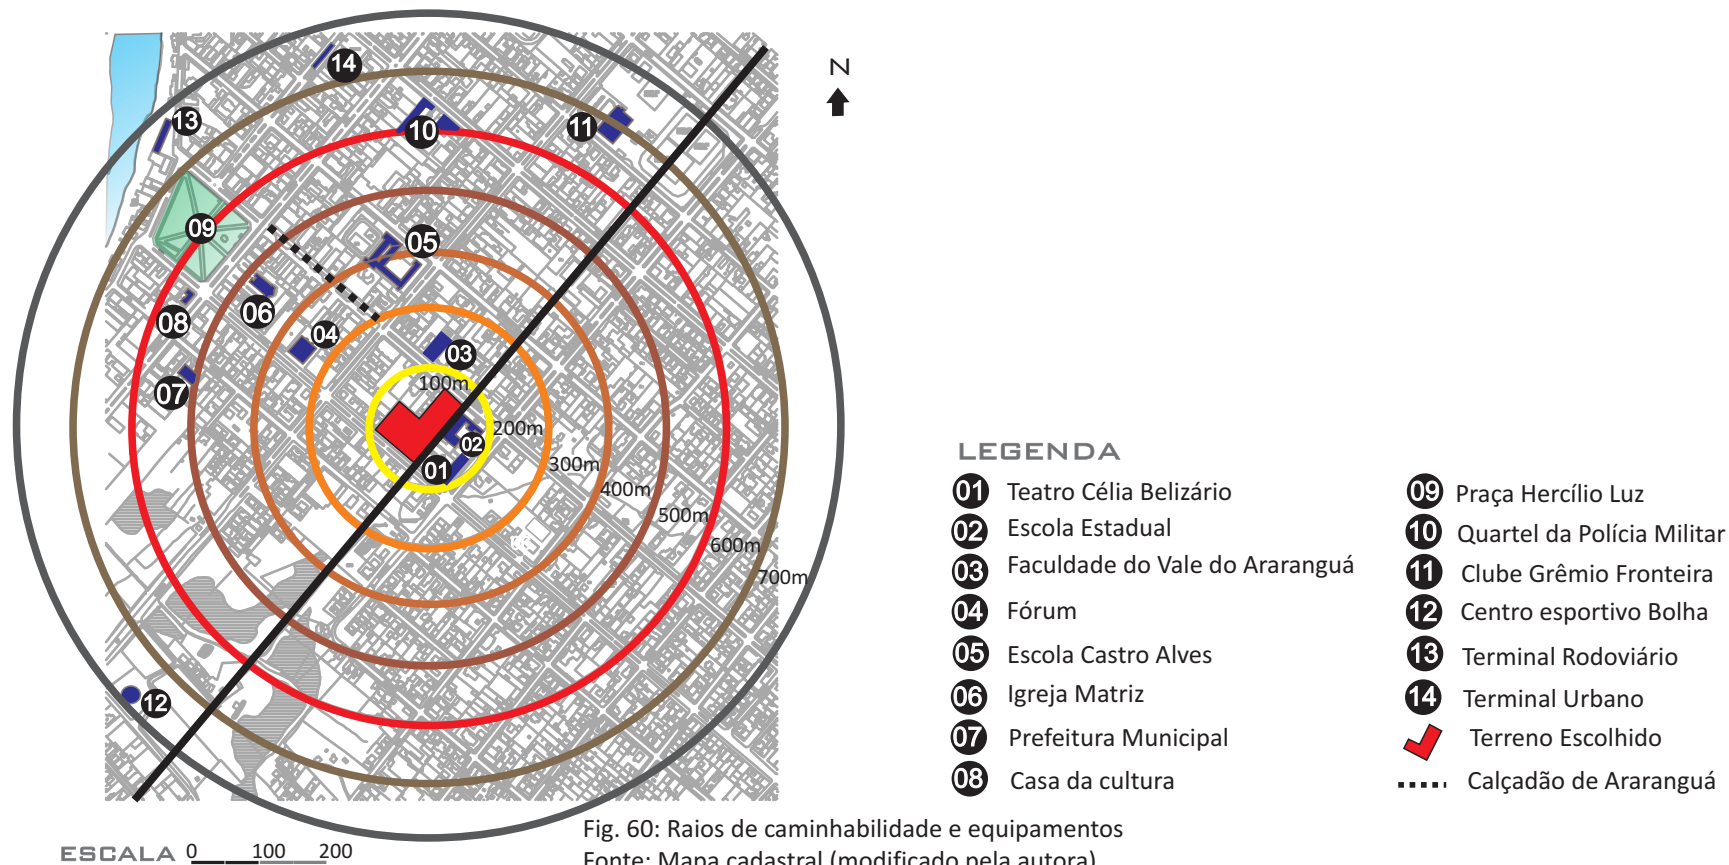 14
N
13
11
10
09
05
08
06
04
03
07
100m
200m
02
01
300m
400m
500m
600m
700m
12
ESCALA 0 100 200
LEGENDA
01 Teatro Célia Belizário
02 Escola Estadual
03 Faculdade do Vale do Araranguá
04 Fórum
05 Escola Castro Alves
06 Igreja Matriz
07 Prefeitura Municipal
08 Casa da cultura
09 Praça Hercílio Luz
10 Quartel da Polícia Militar
11 Clube Grêmio Fronteira
12 Centro esportivo Bolha
13 Terminal Rodoviário
14 Terminal Urbano
Terreno Escolhido
Calçadão de Araranguá
Fig. 60: Raios de caminhabilidade e equipamentos
Fonte: Mapa cadastral (modificado pela autora)